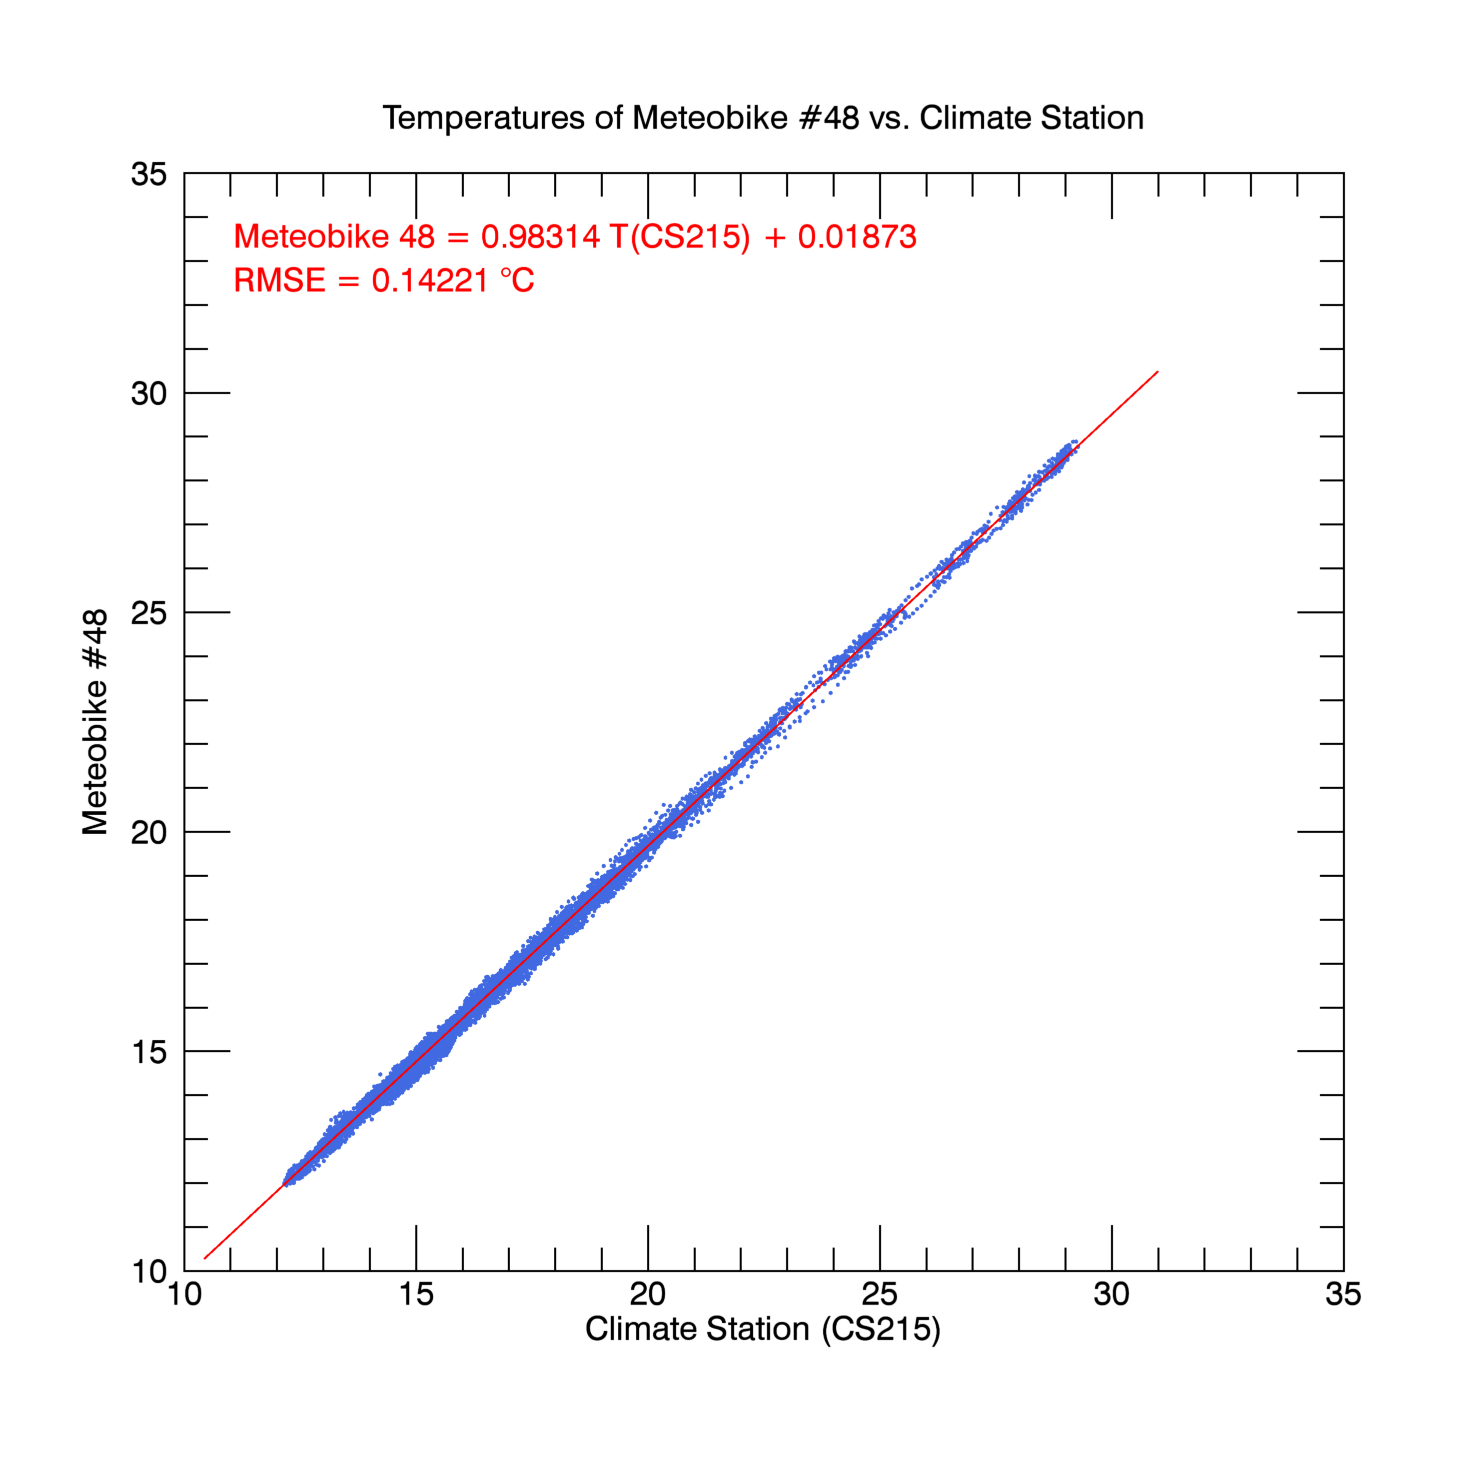 Temperatures of Meteobike #48 vs. Climate Station
35
Meteobike 48 = 0.98314 T(CS215) + 0.01873
RMSE = 0.14221 °C
30
25
Meteobike #48
20
15
10
10 15 20 25 30 35
Climate Station (CS215)